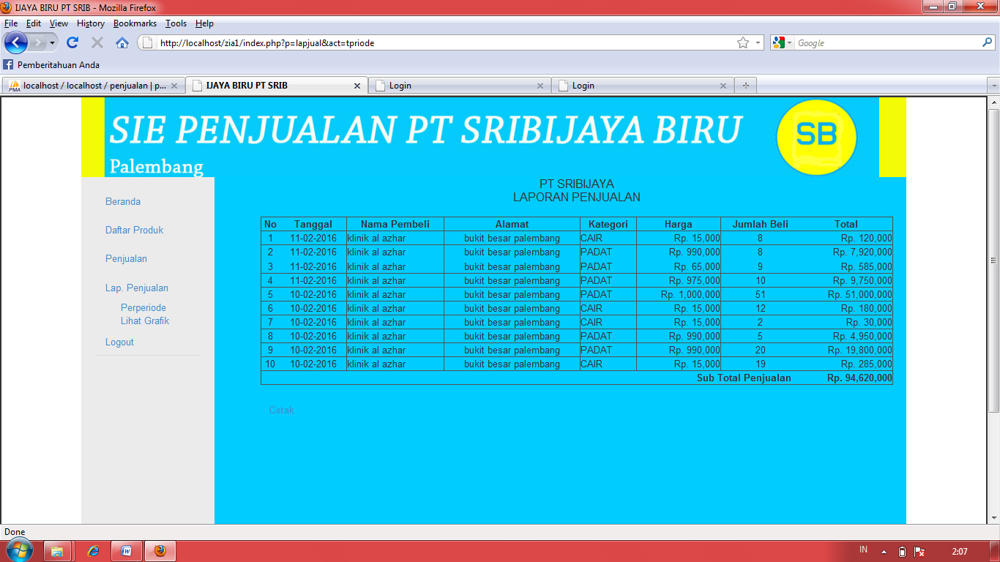 IJAYA BIRU PT SRIB - Mozilla Firefox
File Edit View History Bookmarks Tools Help
http://localhost/zia1/index.php?p=lapjual&act=tpriode
Google
Pemberitahuan Anda
PMA localhost / localhost / penjualan | p... IJAYA BIRU PT SRIB Login Login
SIE PENJUALAN PT SRIBIJAYA BIRU
SB
Palembang
Beranda
Daftar Produk
Penjualan
Lap. Penjualan
Perperiode
Lihat Grafik
Logout
PT SRIBIJAYA
LAPORAN PENJUALAN
No Tanggal Nama Pembeli Alamat Kategori Harga Jumlah Beli Total
1 11-02-2016 klinik al azhar bukit besar palembang CAIR Rp. 15,000 8 Rp. 120,000
2 11-02-2016 klinik al azhar bukit besar palembang PADAT Rp. 990,000 8 Rp. 7,920,000
3 11-02-2016 klinik al azhar bukit besar palembang PADAT Rp. 65,000 9 Rp. 585,000
4 11-02-2016 klinik al azhar bukit besar palembang PADAT Rp. 975,000 10 Rp. 9,750,000
5 10-02-2016 klinik al azhar bukit besar palembang PADAT Rp. 1,000,000 51 Rp. 51,000,000
6 10-02-2016 klinik al azhar bukit besar palembang CAIR Rp. 15,000 12 Rp. 180,000
7 10-02-2016 klinik al azhar bukit besar palembang CAIR Rp. 15,000 2 Rp. 30,000
8 10-02-2016 klinik al azhar bukit besar palembang PADAT Rp. 990,000 5 Rp. 4,950,000
9 10-02-2016 klinik al azhar bukit besar palembang PADAT Rp. 990,000 20 Rp. 19,800,000
10 10-02-2016 klinik al azhar bukit besar palembang CAIR Rp. 15,000 19 Rp. 285,000
Sub Total Penjualan Rp. 94,620,000
Cetak
Done
IN 2:07